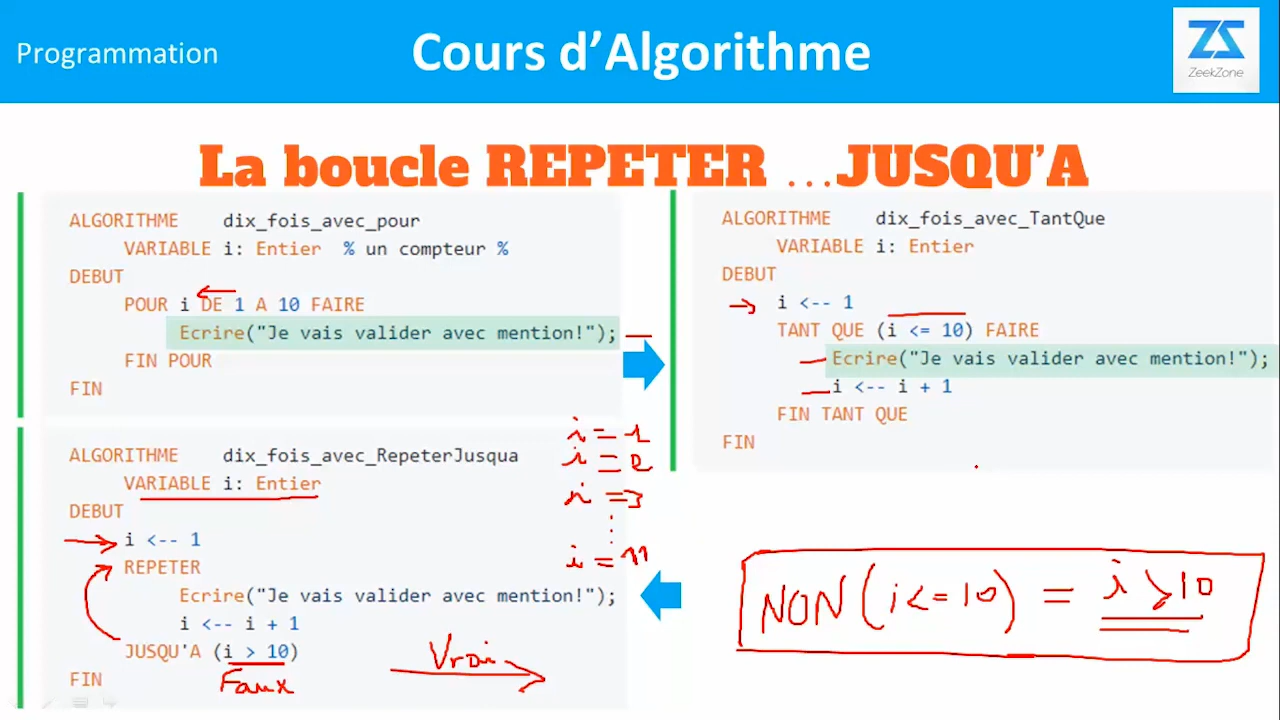 Programmation
Cours d’Algorithme
ZS
ZeekZone
La boucle REPETER ...JUSQU’A
ALGORITHME dix_fois_avec_pour
VARIABLE i: Entier % un compteur %
DEBUT
POUR i DE 1 A 10 FAIRE
Ecrire("Je vais valider avec mention!");
FIN POUR
FIN
ALGORITHME dix_fois_avec_TantQue
VARIABLE i: Entier
DEBUT
i <-- 1
TANT QUE (i <= 10) FAIRE
Ecrire("Je vais valider avec mention!");
i <-- i + 1
FIN TANT QUE
FIN
ALGORITHME dix_fois_avec_RepeterJusqua
VARIABLE i: Entier
DEBUT
i <-- 1
REPETER
Ecrire("Je vais valider avec mention!");
i <-- i + 1
JUSQU'A (i > 10)
Faux
FIN
Vrai
i = 1
i = 2
i = 3
i = 11
NON (i <= 10) = i > 10